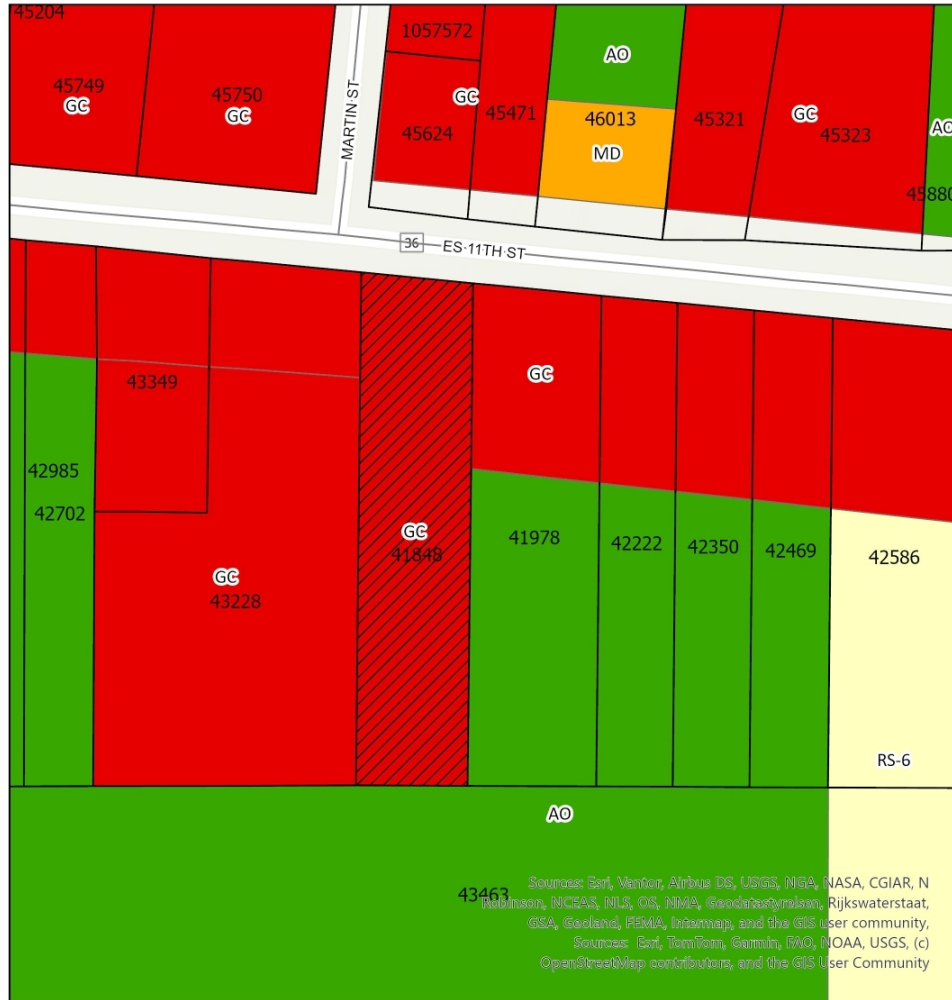 45204
1057572
AO
45749
GC
45750
GC
GC
45624
45471
46013
MD
45321
GC
45323
AO
45880
MARTIN ST
36
ES 11TH ST
43349
GC
42985
42702
GC
41848
41978
42222
42350
42469
42586
GC
43228
RS-6
AO
43463
Sources: Esri, Vantor, Airbus DS, USGS, NGA, NASA, CGIAR, N
Robinson, NCEAS, NLS, OS, NMA, Geodatastyrelsen, Rijkswaterstaat,
GSA, Geoland, FEMA, Intermap, and the GIS user community,
Sources: Esri, TomTom, Garmin, FAO, NOAA, USGS, (c)
OpenStreetMap contributors, and the GIS User Community